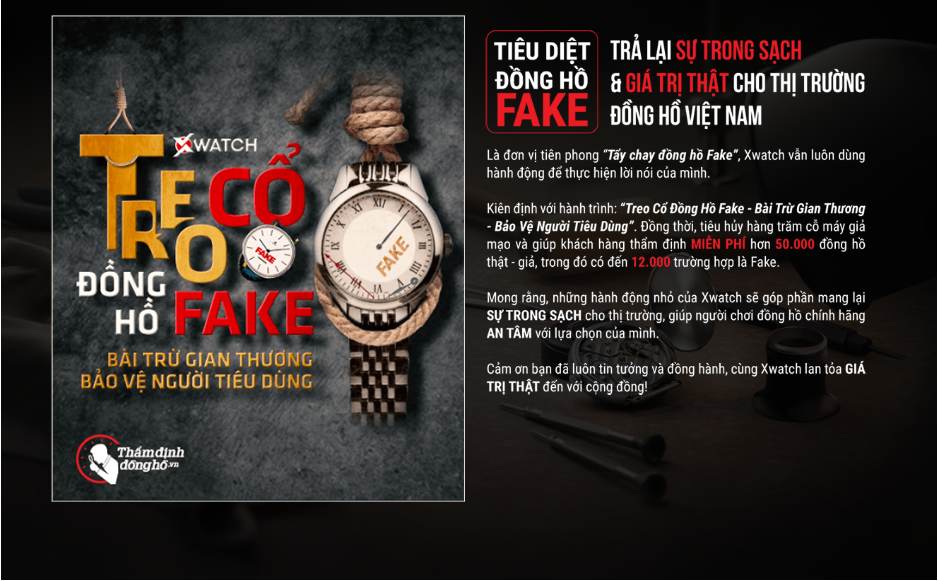 XWATCH
TREO CỔ
ĐỒNG HỒ FAKE
FAKE
FAKE
BÀI TRỪ GIAN THƯƠNG
BẢO VỆ NGƯỜI TIÊU DÙNG
Thẩm định
đồng hồ.vn
TIÊU DIỆT
ĐỒNG HỒ
FAKE
TRẢ LẠI SỰ TRONG SẠCH
& GIÁ TRỊ THẬT CHO THỊ TRƯỜNG
ĐỒNG HỒ VIỆT NAM
Là đơn vị tiên phong “Tẩy chay đồng hồ Fake”, Xwatch vẫn luôn dùng
hành động để thực hiện lời nói của mình.
Kiên định với hành trình: “Treo Cổ Đồng Hồ Fake - Bài Trừ Gian Thương
- Bảo Vệ Người Tiêu Dùng”. Đồng thời, tiêu hủy hàng trăm cỗ máy giả
mạo và giúp khách hàng thẩm định MIỄN PHÍ hơn 50.000 đồng hồ
thật - giả, trong đó có đến 12.000 trường hợp là Fake.
Mong rằng, những hành động nhỏ của Xwatch sẽ góp phần mang lại
SỰ TRONG SẠCH cho thị trường, giúp người chơi đồng hồ chính hãng
AN TÂM với lựa chọn của mình.
Cảm ơn bạn đã luôn tin tưởng và đồng hành, cùng Xwatch lan tỏa GIÁ
TRỊ THẬT đến với cộng đồng!